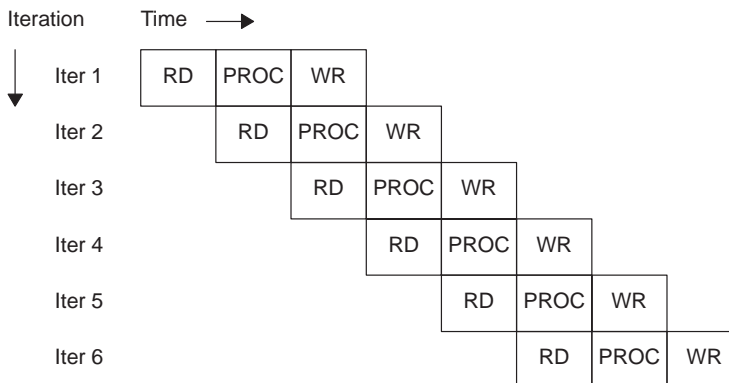 Iteration Time
Iter 1 RD PROC WR
Iter 2 RD PROC WR
Iter 3 RD PROC WR
Iter 4 RD PROC WR
Iter 5 RD PROC WR
Iter 6 RD PROC WR